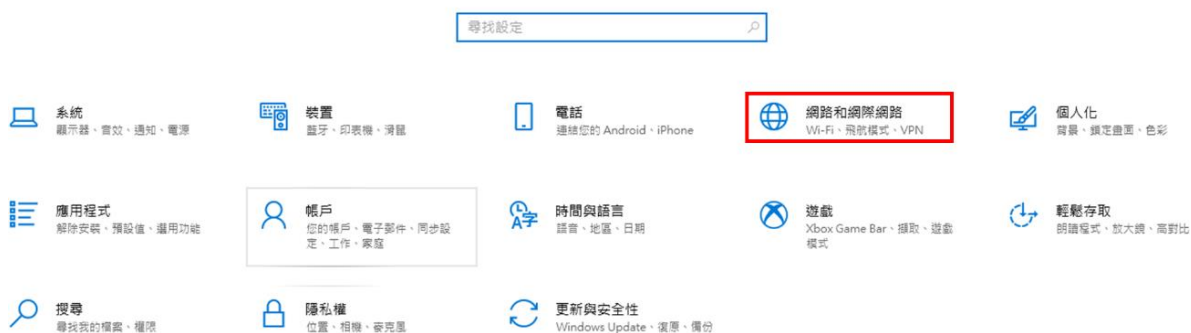 尋找設定
系統
顯示器、音效、通知、電源
裝置
藍牙、印表機、滑鼠
電話
連結您的 Android、iPhone
網路和網際網路
Wi-Fi、飛航模式、VPN
個人化
背景、鎖定畫面、色彩
應用程式
解除安裝、預設值、選用功能
帳戶
您的帳戶、電子郵件、同步設
定、工作、家庭
時間與語言
語言、地區、日期
遊戲
Xbox Game Bar、擷取、遊戲
模式
輕鬆存取
朗讀程式、放大鏡、高對比
搜尋
尋找我的檔案、權限
隱私權
位置、相機、麥克風
更新與安全性
Windows Update、復原、備份